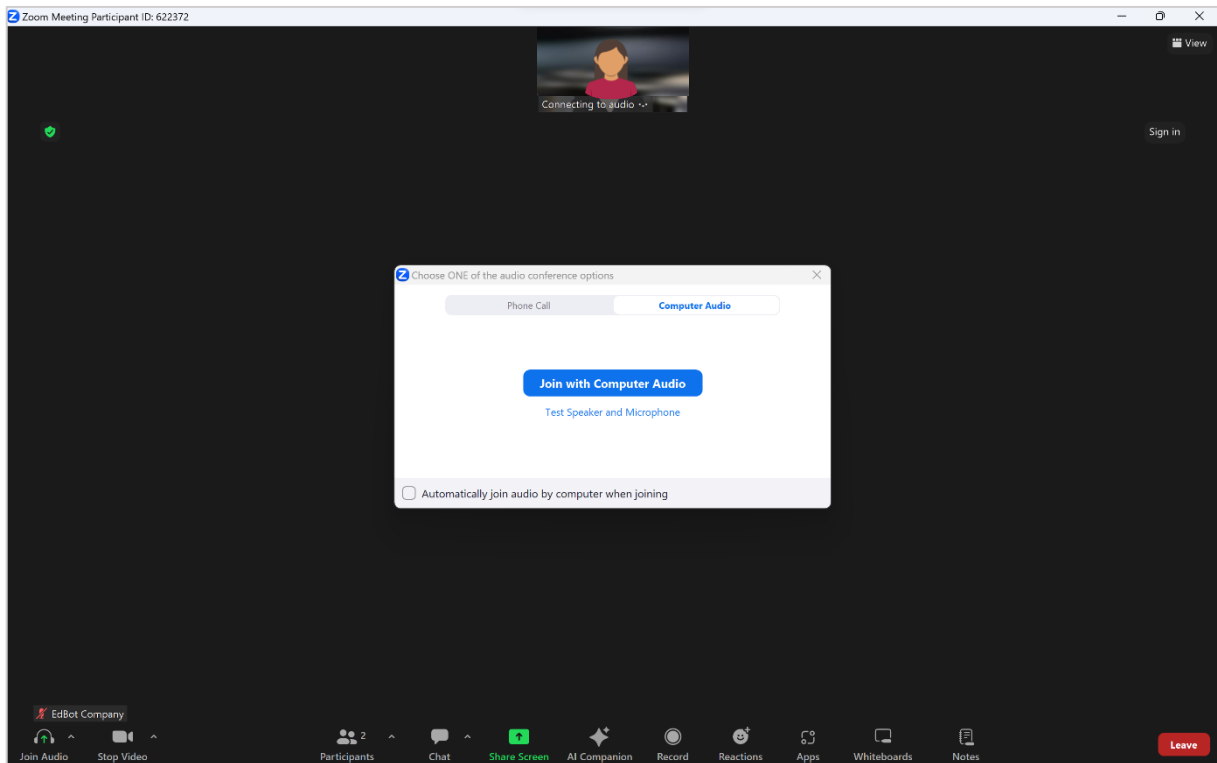 Zoom Meeting Participant ID: 622372
View
Connecting to audio
Sign in
Choose ONE of the audio conference options
Phone Call Computer Audio
Join with Computer Audio
Test Speaker and Microphone
Automatically join audio by computer when joining
EdBot Company
2
Join Audio Stop Video Participants Chat Share Screen AI Companion Record Reactions Apps Whiteboards Notes Leave